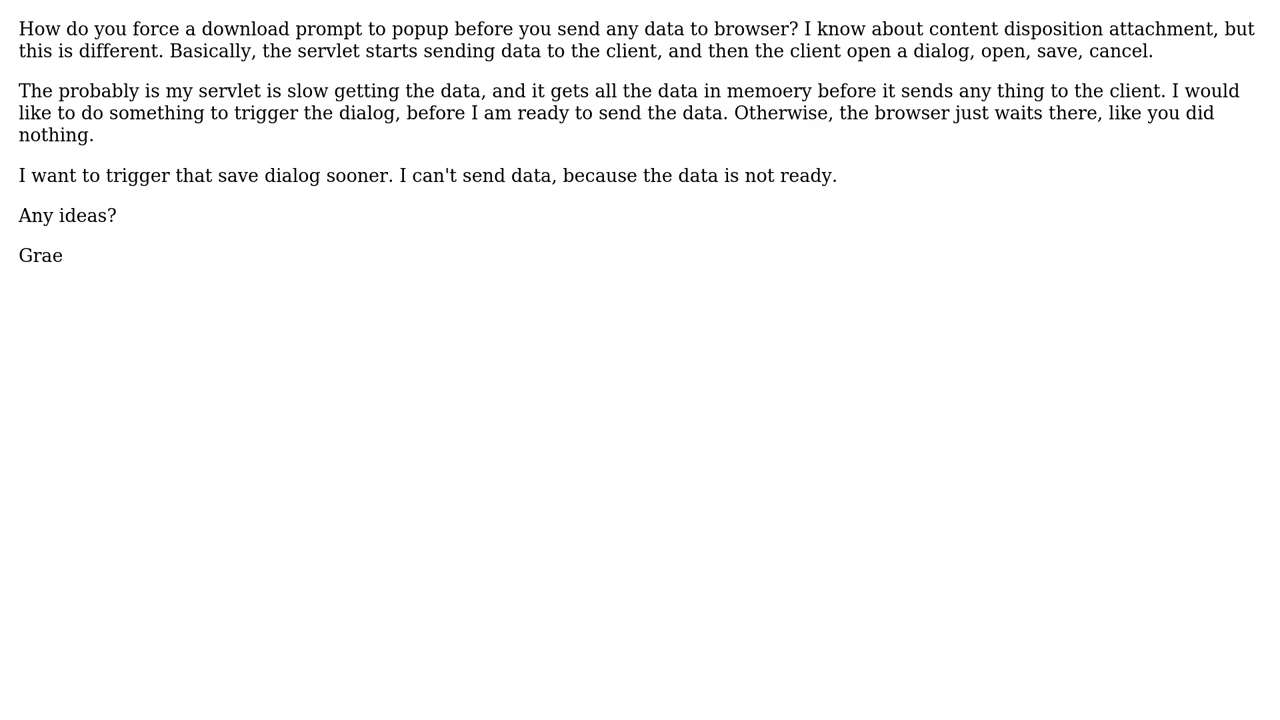 How do you force a download prompt to popup before you send any data to browser? I know about content disposition attachment, but
this is different. Basically, the servlet starts sending data to the client, and then the client open a dialog, open, save, cancel.
The probably is my servlet is slow getting the data, and it gets all the data in memoery before it sends any thing to the client. I would
like to do something to trigger the dialog, before I am ready to send the data. Otherwise, the browser just waits there, like you did
nothing.
I want to trigger that save dialog sooner. I can't send data, because the data is not ready.
Any ideas?
Grae